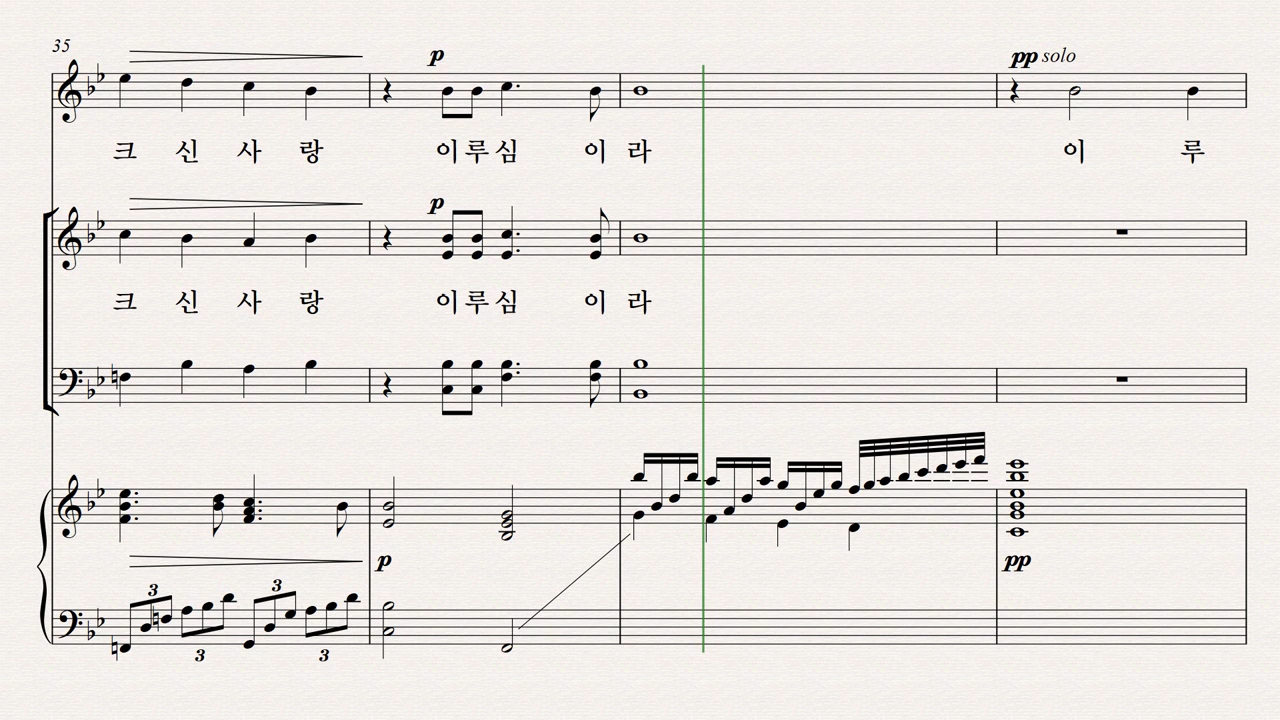 35
p
pp solo
크 신 사 랑 이 루 심 이 라 이 루
p
크 신 사 랑 이 루 심 이 라
3 3
p pp
3 3